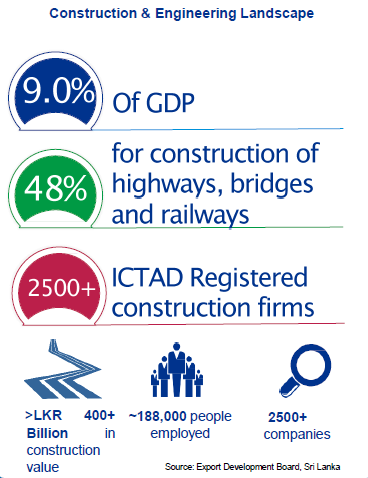 Construction & Engineering Landscape
9.0%
Of GDP
48%
for construction of
highways, bridges
and railways
2500+
ICTAD Registered
construction firms
>LKR 400+
Billion in
construction
value
~188,000 people
employed
2500+
companies
Source: Export Development Board, Sri Lanka